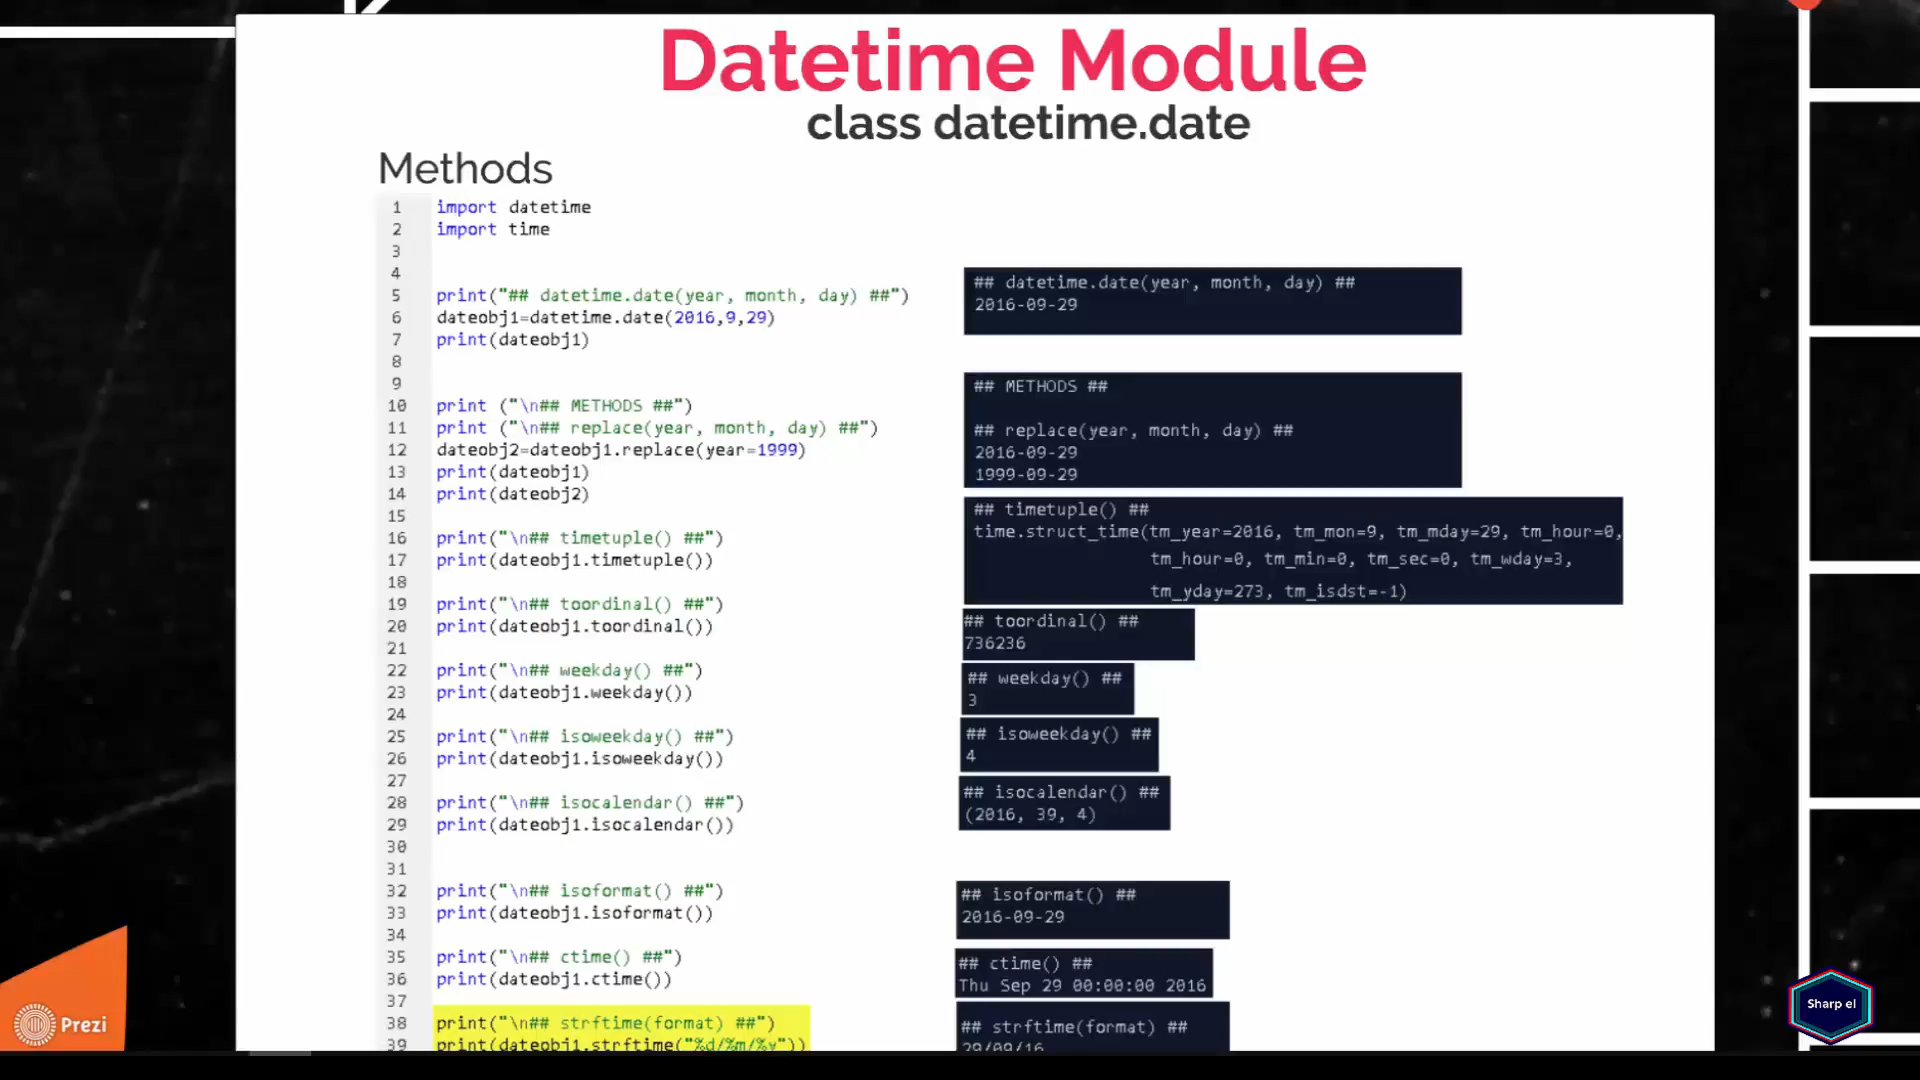 Datetime Module
class datetime.date
Methods
1 import datetime
2 import time
3
4
5 print("## datetime.date(year, month, day) ##")
6 dateobj1=datetime.date(2016,9,29)
7 print(dateobj1)
8
9
10 print ("\n## METHODS ##")
11 print ("\n## replace(year, month, day) ##")
12 dateobj2=dateobj1.replace(year=1999)
13 print(dateobj1)
14 print(dateobj2)
15
16 print("\n## timetuple() ##")
17 print(dateobj1.timetuple())
18
19 print("\n## toordinal() ##")
20 print(dateobj1.toordinal())
21
22 print("\n## weekday() ##")
23 print(dateobj1.weekday())
24
25 print("\n## isoweekday() ##")
26 print(dateobj1.isoweekday())
27
28 print("\n## isocalendar() ##")
29 print(dateobj1.isocalendar())
30
31
32 print("\n## isoformat() ##")
33 print(dateobj1.isoformat())
34
35 print("\n## ctime() ##")
36 print(dateobj1.ctime())
37
38 print("\n## strftime(format) ##")
39 print(dateobj1.strftime("%d/%m/%y"))
## datetime.date(year, month, day) ##
2016-09-29
## METHODS ##
## replace(year, month, day) ##
2016-09-29
1999-09-29
## timetuple() ##
time.struct_time(tm_year=2016, tm_mon=9, tm_mday=29, tm_hour=0,
tm_hour=0, tm_min=0, tm_sec=0, tm_wday=3,
tm_yday=273, tm_isdst=-1)
## toordinal() ##
736236
## weekday() ##
3
## isoweekday() ##
4
## isocalendar() ##
(2016, 39, 4)
## isoformat() ##
2016-09-29
## ctime() ##
Thu Sep 29 00:00:00 2016
## strftime(format) ##
29/09/16
Prezi
Sharp el